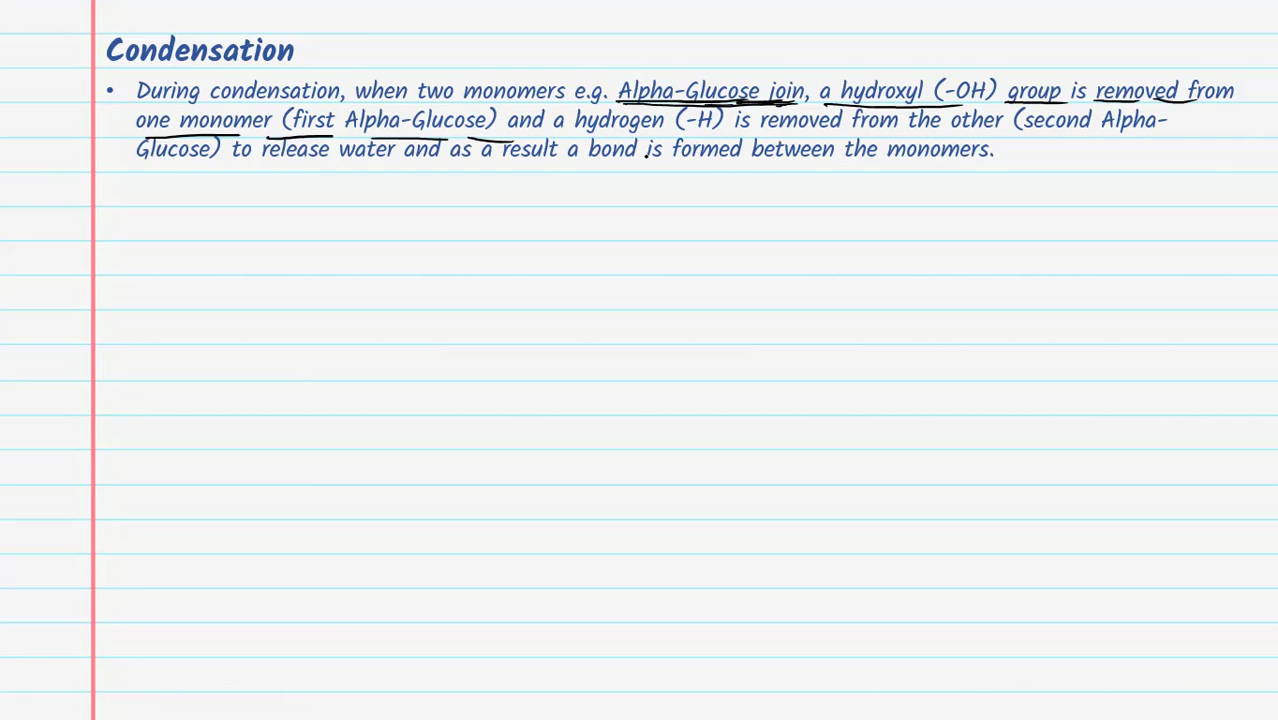 Condensation
• During condensation, when two monomers e.g. Alpha-Glucose join, a hydroxyl (-OH) group is removed from
one monomer (first Alpha-Glucose) and a hydrogen (-H) is removed from the other (second Alpha-
Glucose) to release water and as a result a bond is formed between the monomers.